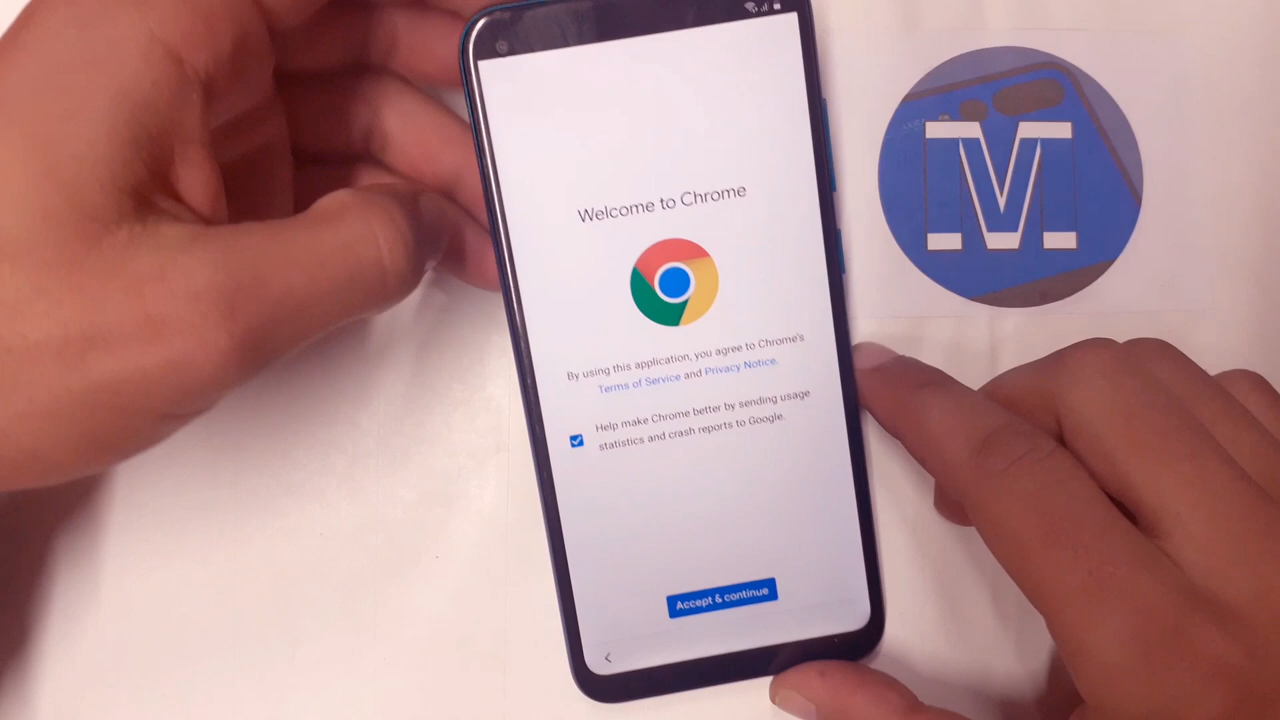 Welcome to Chrome
By using this application, you agree to Chrome's
Terms of Service and Privacy Notice.
Help make Chrome better by sending usage
statistics and crash reports to Google.
Accept & continue
M